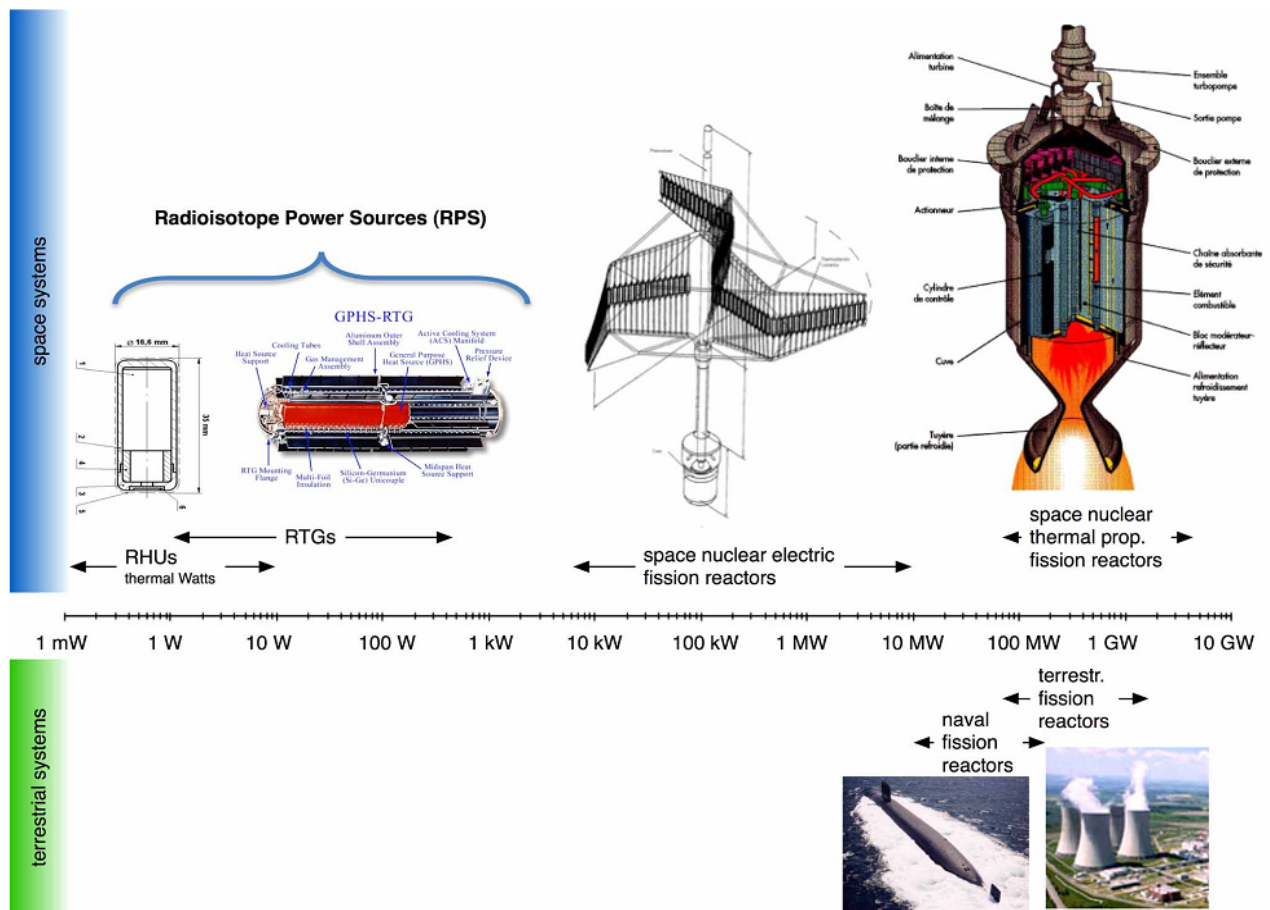 space systems
Radioisotope Power Sources (RPS)
Ø 16,6 mm
35 mm
1
2
4
3
5
6
GPHS-RTG
Cooling Tubes
Aluminum Outer
Shell Assembly
Active Cooling System
(ACS) Manifold
Heat Source
Support
Gas Management
Assembly
General Purpose
Heat Source (GPHS)
Pressure
Relief Device
RTG Mounting
Flange
Multi-Foil
Insulation
Silicon-Germanium
(Si-Ge) Unicouple
Midspan Heat
Source Support
Alimentation
turbine
Ensemble
turbopompe
Boîte de
mélange
Sortie pompe
Bouclier interne
de protection
Bouclier externe
de protection
Actionneur
Chaîne absorbante
de sécurité
Cylindre
de contrôle
Elément
combustible
Bloc modérateur-
réflecteur
Cuve
Alimentation
refroidissement
tuyère
Tuyère
(partie refroidie)
RHUs
thermal Watts
RTGs
space nuclear electric
fission reactors
space nuclear
thermal prop.
fission reactors
1 mW
1 W
10 W
100 W
1 kW
10 kW
100 kW
1 MW
10 MW
100 MW
1 GW
10 GW
terrestrial systems
naval
fission
reactors
terrestr.
fission
reactors